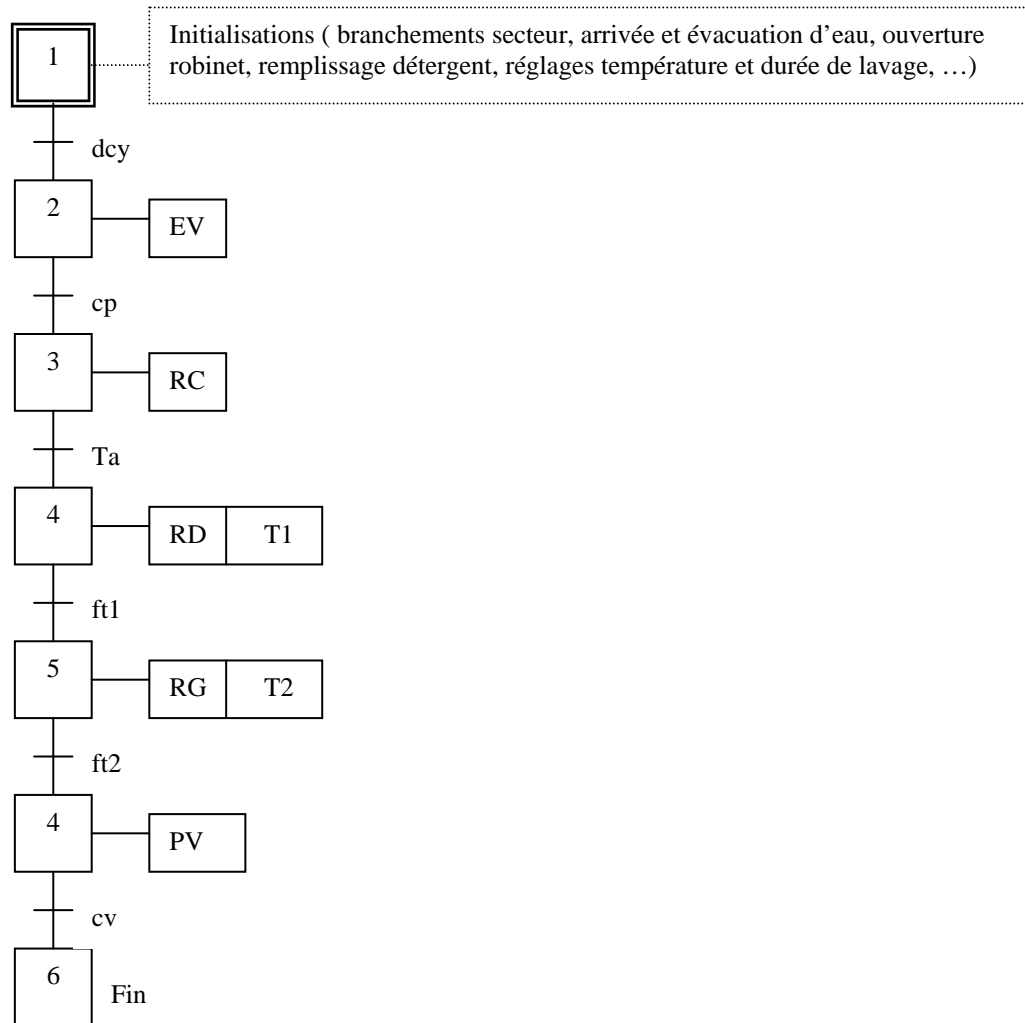 1
Initialisations ( branchements secteur, arrivée et évacuation d’eau, ouverture
robinet, remplissage détergent, réglages température et durée de lavage, …)
dcy
2
EV
cp
3
RC
Ta
4
RD T1
ft1
5
RG T2
ft2
4
PV
cv
6
Fin